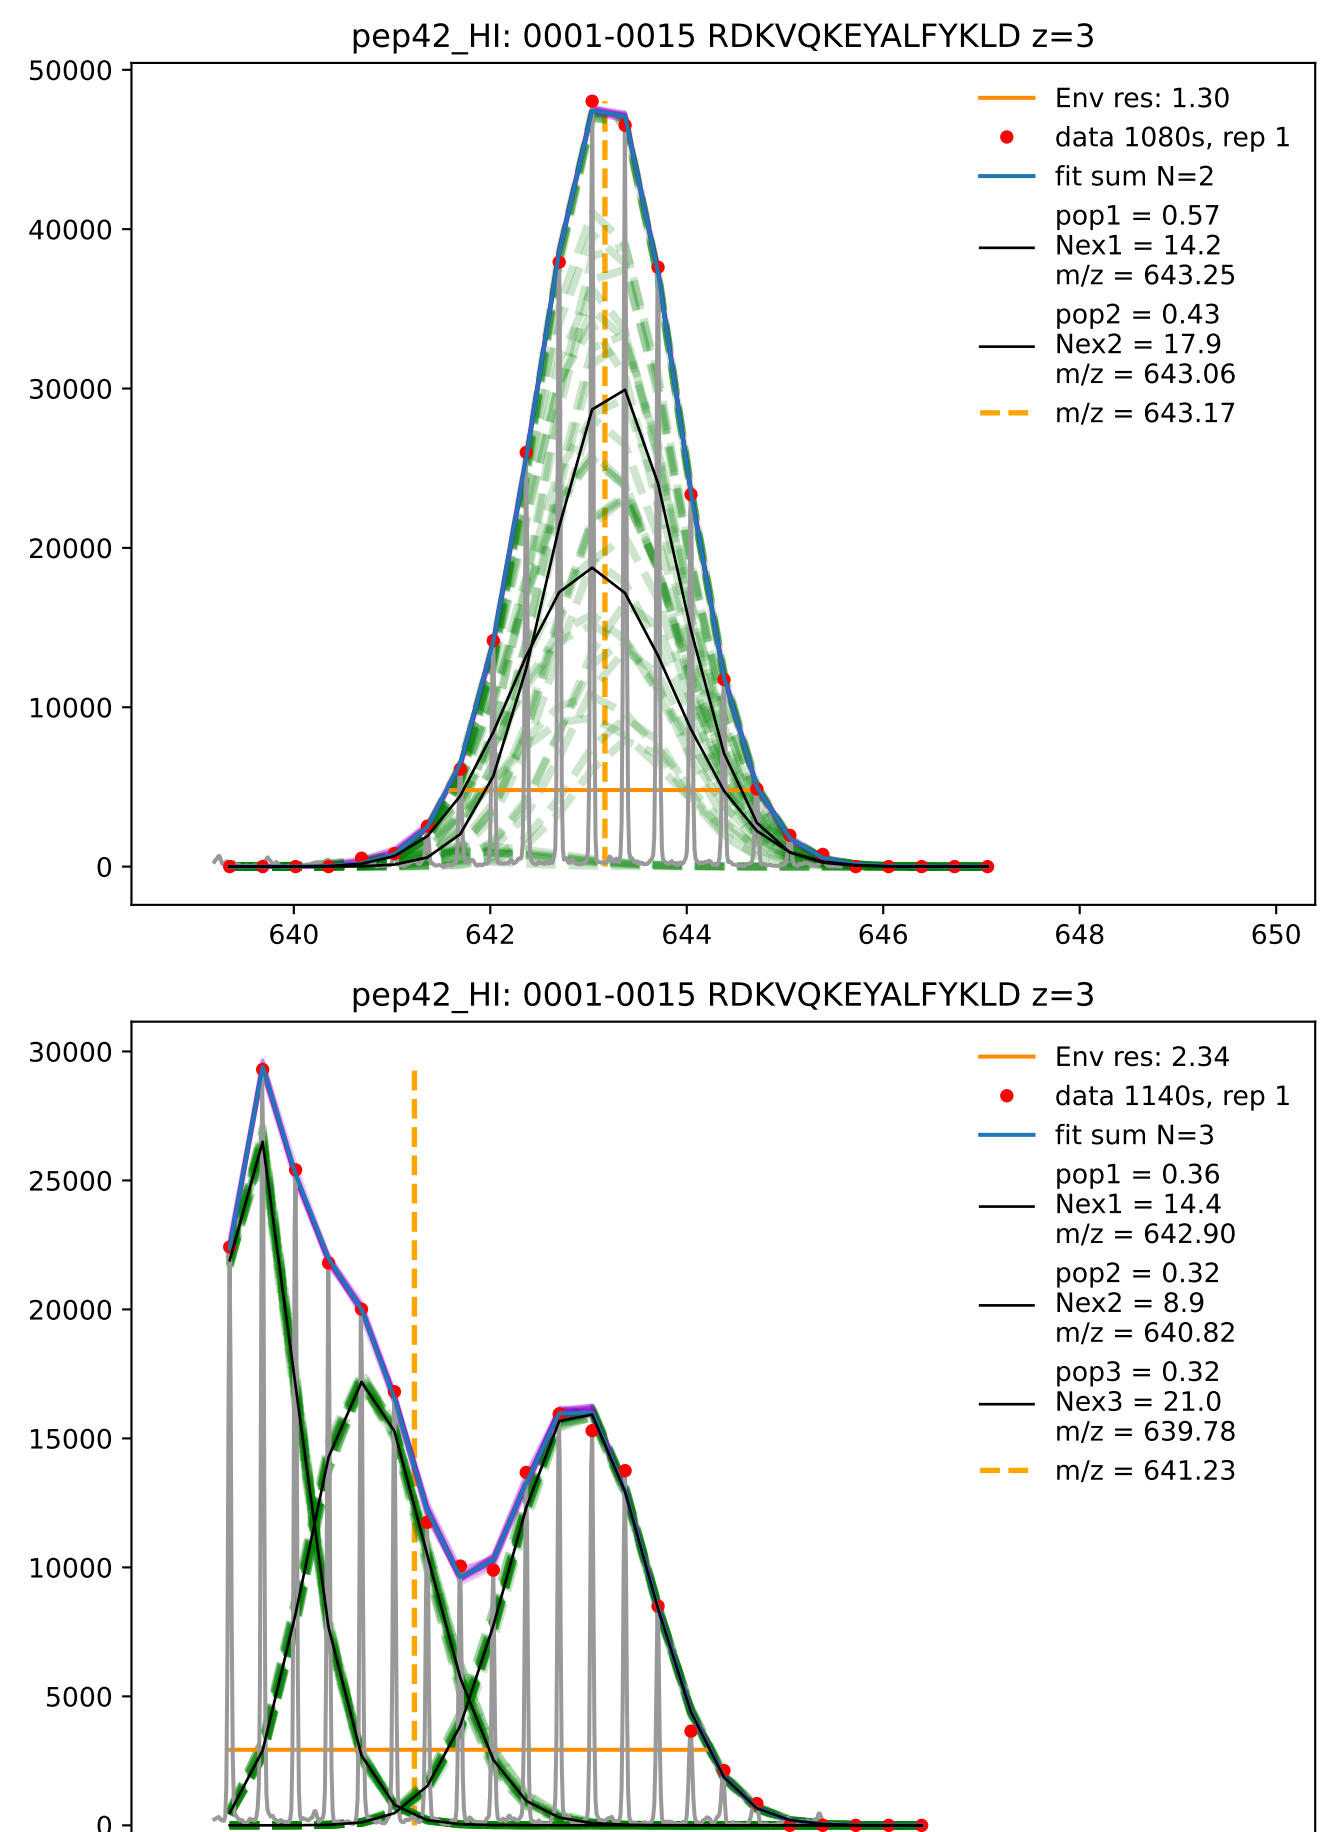 pep42_HI: 0001-0015 RDKVQKEYALFYKLD z=3
50000
40000
30000
20000
10000
0
Env res: 1.30
data 1080s, rep 1
fit sum N=2
pop1 = 0.57
Nex1 = 14.2
m/z = 643.25
pop2 = 0.43
Nex2 = 17.9
m/z = 643.06
m/z = 643.17
640 642 644 646 648 650
pep42_HI: 0001-0015 RDKVQKEYALFYKLD z=3
30000
25000
20000
15000
10000
5000
0
Env res: 2.34
data 1140s, rep 1
fit sum N=3
pop1 = 0.36
Nex1 = 14.4
m/z = 642.90
pop2 = 0.32
Nex2 = 8.9
m/z = 640.82
pop3 = 0.32
Nex3 = 21.0
m/z = 639.78
m/z = 641.23